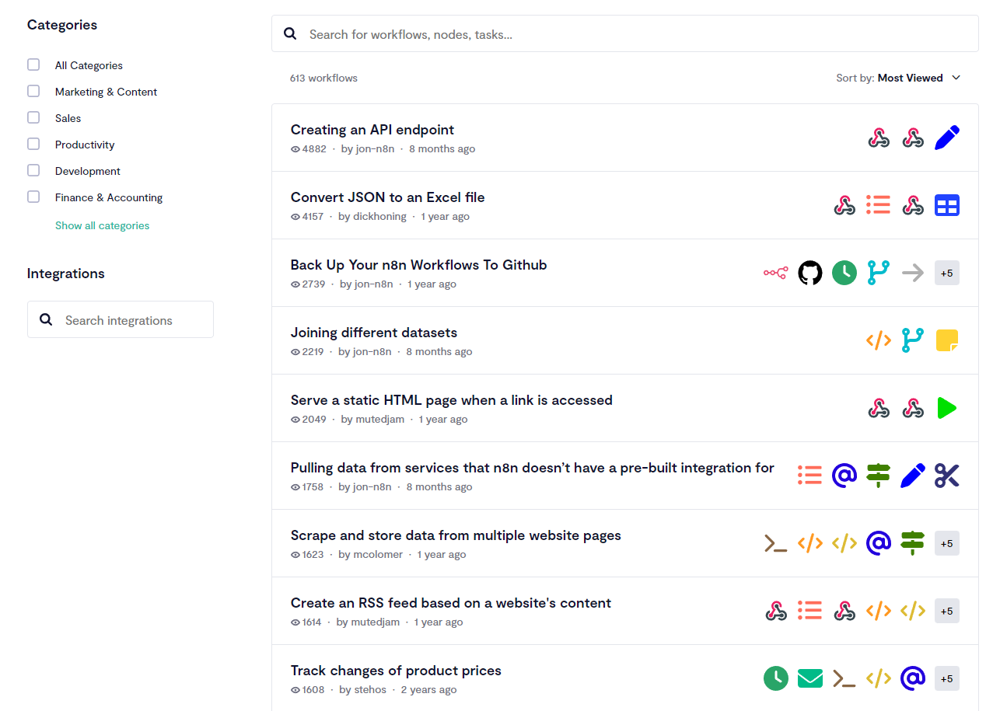 Categories
All Categories
Marketing & Content
Sales
Productivity
Development
Finance & Accounting
Show all categories
Integrations
Search integrations
Search for workflows, nodes, tasks...
613 workflows
Sort by: Most Viewed
Creating an API endpoint
4882 · by jon-n8n · 8 months ago
Convert JSON to an Excel file
4157 · by dickhoning · 1 year ago
Back Up Your n8n Workflows To Github
2739 · by jon-n8n · 1 year ago
+5
Joining different datasets
2219 · by jon-n8n · 8 months ago
Serve a static HTML page when a link is accessed
2049 · by mutedjam · 1 year ago
Pulling data from services that n8n doesn’t have a pre-built integration for
1758 · by jon-n8n · 8 months ago
Scrape and store data from multiple website pages
1623 · by mcolomer · 1 year ago
+5
Create an RSS feed based on a website's content
1614 · by mutedjam · 1 year ago
+5
Track changes of product prices
1608 · by stehos · 2 years ago
+5